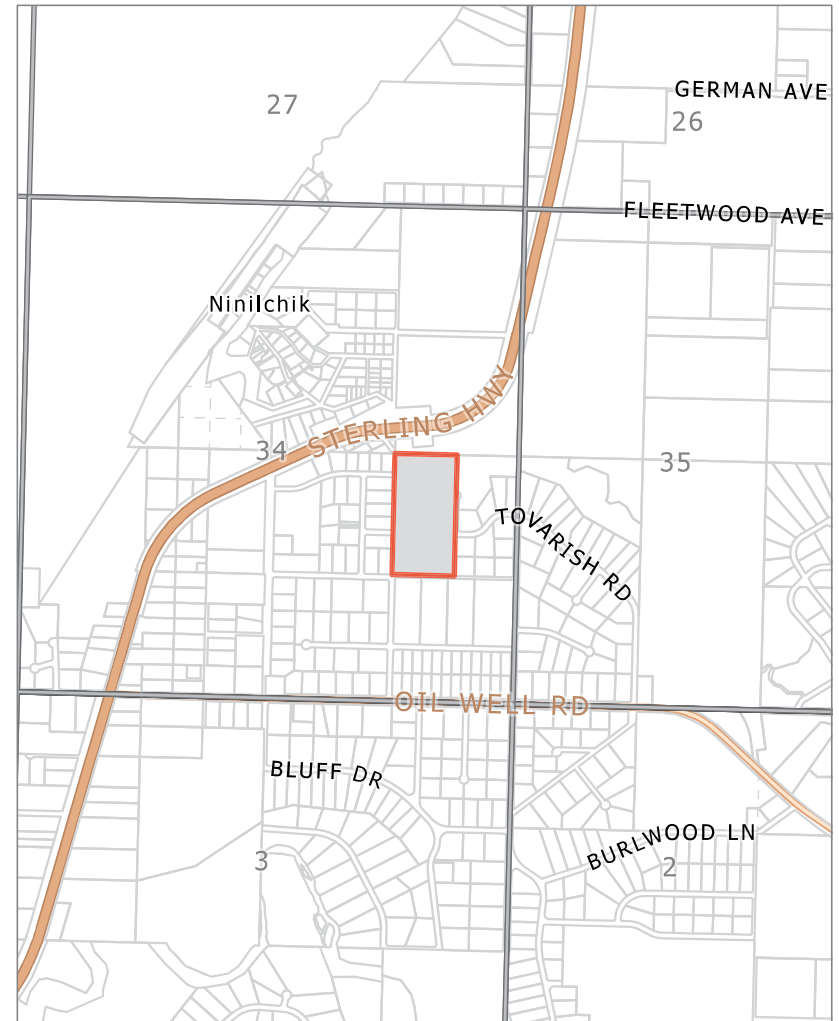 GERMAN AVE
27
26
FLEETWOOD AVE
Ninilchik
STERLING HWY
34
35
TOVARISH RD
OIL WELL RD
BLUFF DR
BURLWOOD LN
3
2